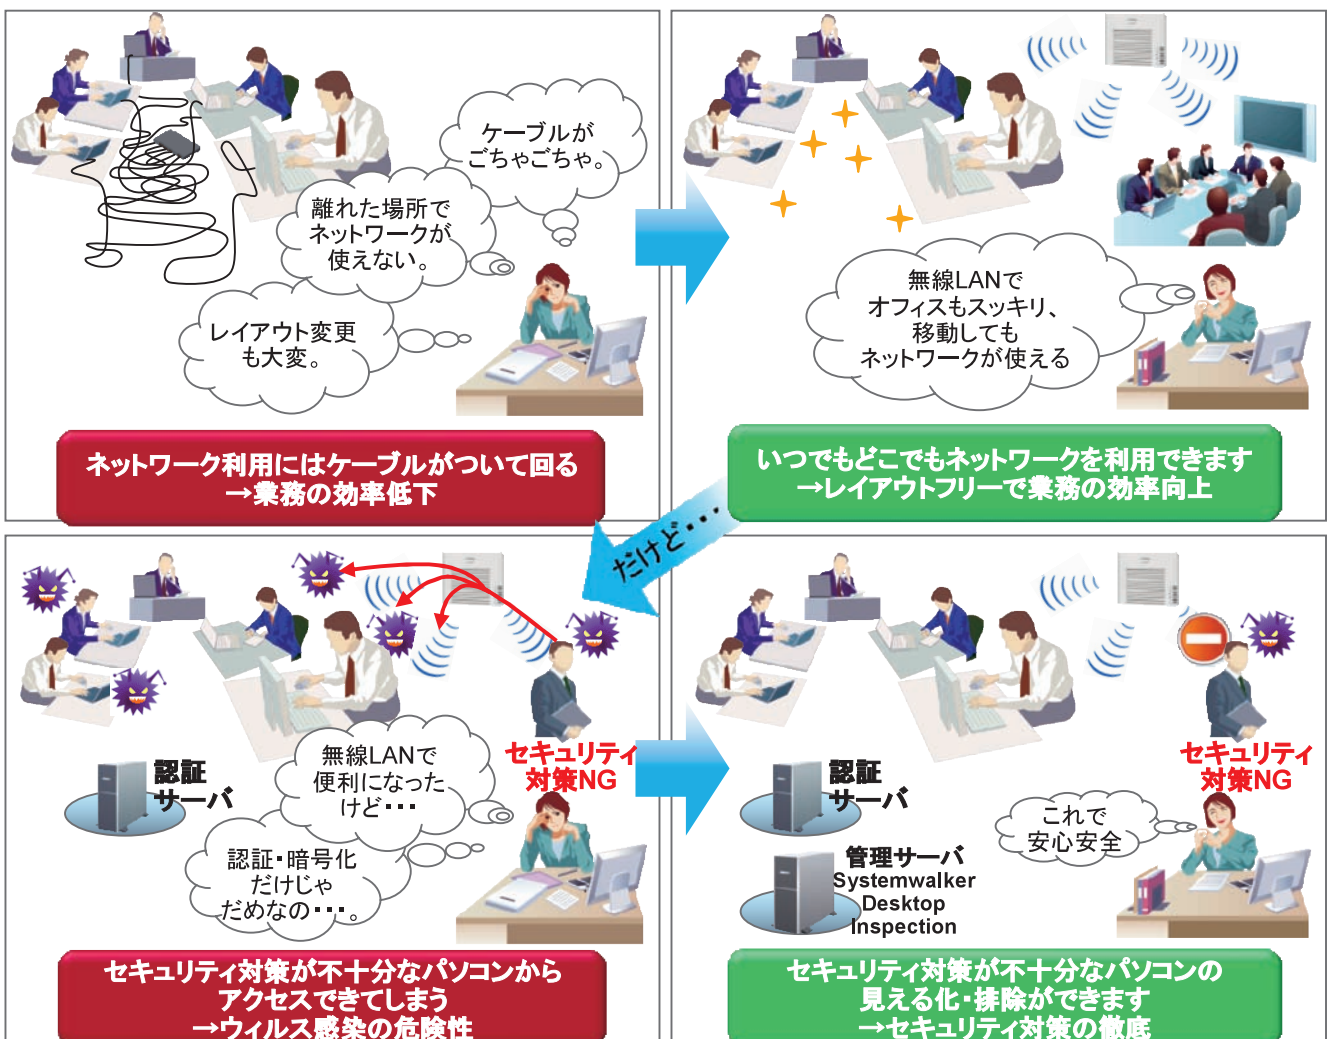 ケーブルが
ごちゃごちゃ。
離れた場所で
ネットワークが
使えない。
レイアウト変更
も大変。
ネットワーク利用にはケーブルがついて回る
→業務の効率低下
無線LANで
オフィスもスッキリ、
移動しても
ネットワークが使える
いつでもどこでもネットワークを利用できます
→レイアウトフリーで業務の効率向上
だけど・・・
セキュリティ
対策NG
認証
サーバ
無線LANで
便利になった
けど・・・
認証・暗号化
だけじゃ
だめなの・・・。
セキュリティ対策が不十分なパソコンから
アクセスできてしまう
→ウィルス感染の危険性
セキュリティ
対策NG
認証
サーバ
これで
安心安全
管理サーバ
Systemwalker
Desktop
Inspection
セキュリティ対策が不十分なパソコンの
見える化・排除ができます
→セキュリティ対策の徹底